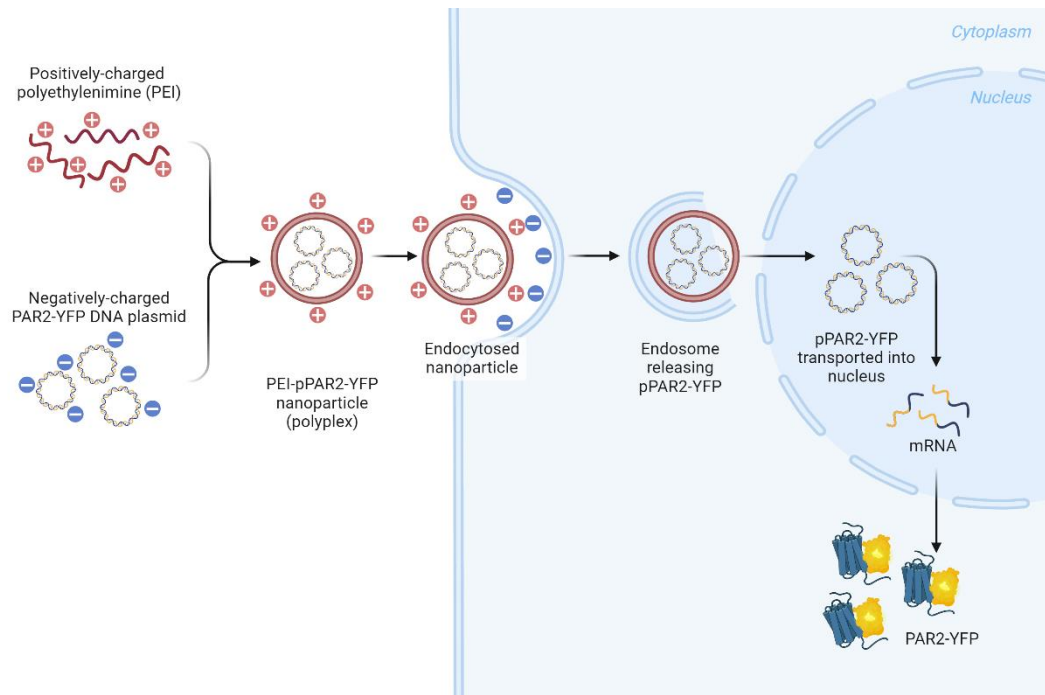 Cytoplasm
Nucleus
Positively-charged
polyethylenimine (PEI)
Negatively-charged
PAR2-YFP DNA plasmid
PEI-pPAR2-YFP
nanoparticle
(polyplex)
Endocytosed
nanoparticle
Endosome
releasing
pPAR2-YFP
pPAR2-YFP
transported into
nucleus
mRNA
PAR2-YFP